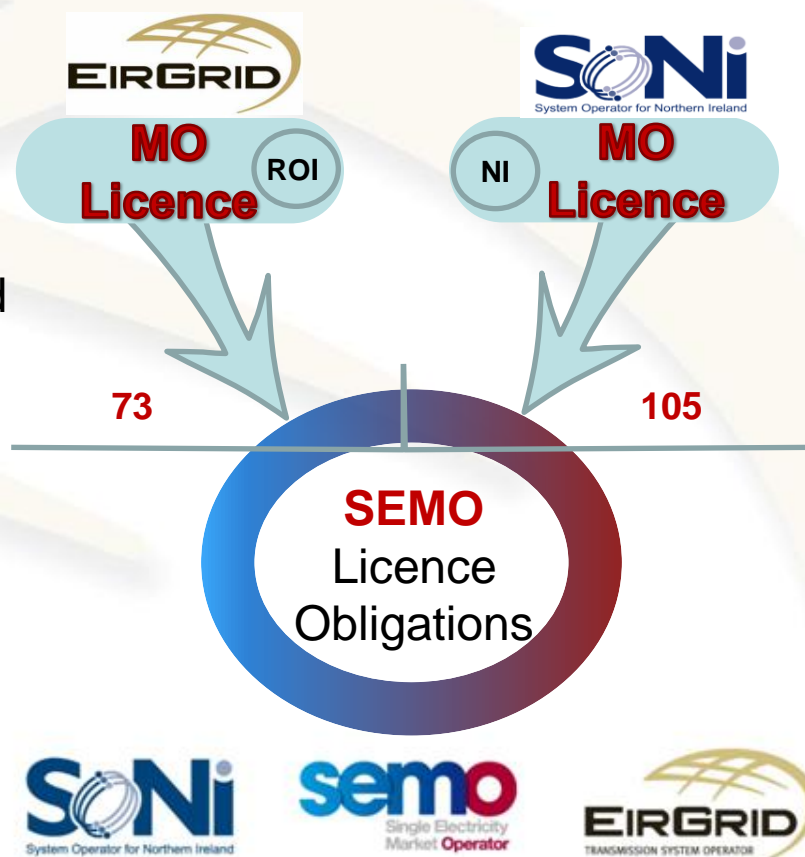 EIRGRID
SONi
System Operator for Northern Ireland
MO
Licence
ROI
NI
MO
Licence
73
105
SEMO
Licence
Obligations
SONi
System Operator for Northern Ireland
semo
Single Electricity
Market Operator
EIRGRID
TRANSMISSION SYSTEM OPERATOR